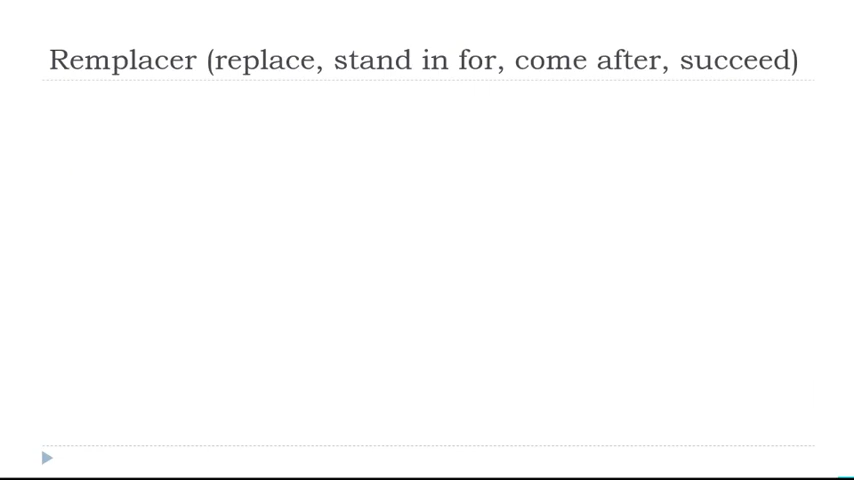 Remplacer (replace, stand in for, come after, succeed)